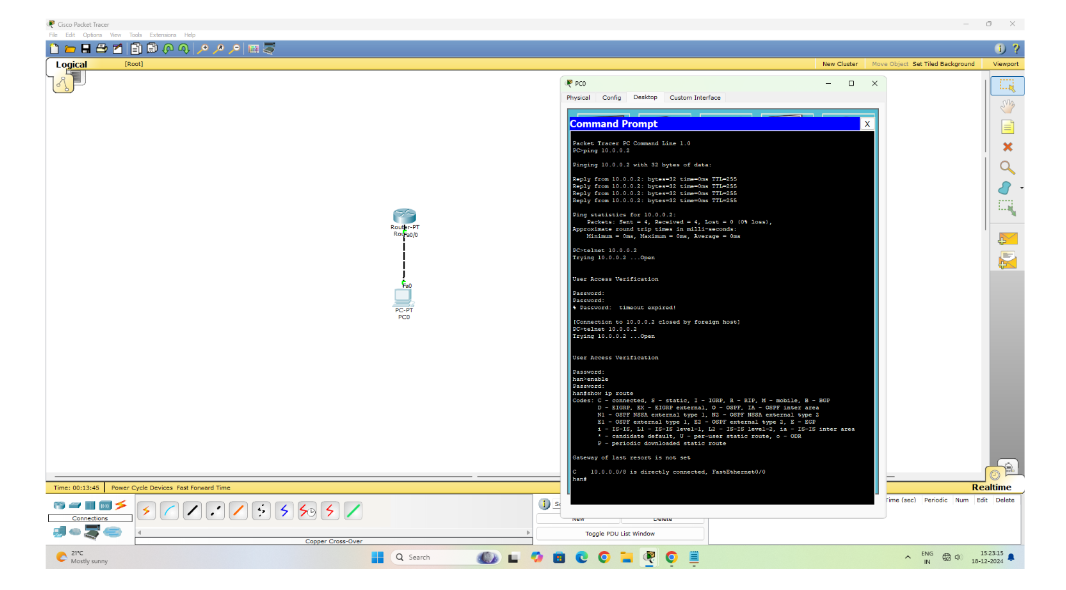 Cisco Packet Tracer
File Edit Options View Tools Extensions Help
Logical
[Root]
New Cluster
Move Object
Set Tiled Background
Viewport
PC0
Physical Config Desktop Custom Interface
Command Prompt
X
Packet Tracer PC Command Line 1.0
PC>ping 10.0.0.2
Pinging 10.0.0.2 with 32 bytes of data:
Reply from 10.0.0.2: bytes=32 time=0ms TTL=255
Reply from 10.0.0.2: bytes=32 time=0ms TTL=255
Reply from 10.0.0.2: bytes=32 time=0ms TTL=255
Reply from 10.0.0.2: bytes=32 time=0ms TTL=255
Ping statistics for 10.0.0.2:
Packets: Sent = 4, Received = 4, Lost = 0 (0% loss),
Approximate round trip times in milli-seconds:
Minimum = 0ms, Maximum = 0ms, Average = 0ms
PC>telnet 10.0.0.2
Trying 10.0.0.2 ...Open
User Access Verification
Password:
Password:
% Password: timeout expired!
[Connection to 10.0.0.2 closed by foreign host]
PC>telnet 10.0.0.2
Trying 10.0.0.2 ...Open
User Access Verification
Password:
han>enable
Password:
han#show ip route
Codes: C - connected, S - static, I - IGRP, R - RIP, M - mobile, B - BGP
D - EIGRP, EX - EIGRP external, O - OSPF, IA - OSPF inter area
N1 - OSPF NSSA external type 1, N2 - OSPF NSSA external type 2
E1 - OSPF external type 1, E2 - OSPF external type 2, E - EGP
i - IS-IS, L1 - IS-IS level-1, L2 - IS-IS level-2, ia - IS-IS inter area
* - candidate default, U - per-user static route, o - ODR
P - periodic downloaded static route
Gateway of last resort is not set
C 10.0.0.0/8 is directly connected, FastEthernet0/0
han#
Router-PT
Fa0
PC-PT
PC0
Time: 00:13:45
Power Cycle Devices Fast Forward Time
Realtime
Connections
Copper Cross-Over
New
Delete
Toggle PDU List Window
Time (sec) Periodic Num Edit Delete
21°C
Mostly sunny
Search
ENG
IN
15:23:15
18-12-2024